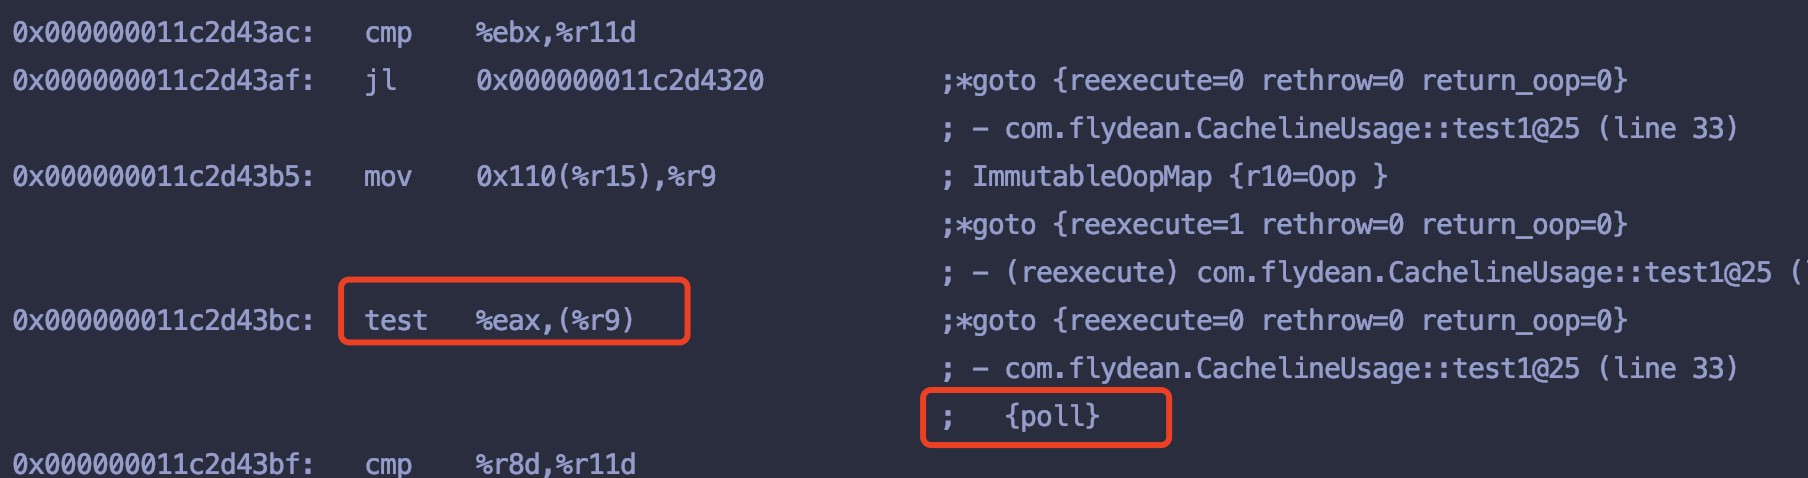 0x000000011c2d43ac: cmp %ebx,%r11d
0x000000011c2d43af: jl 0x000000011c2d4320 ;*goto {reexecute=0 rethrow=0 return_oop=0}
; - com.flydean.CachelineUsage::test1@25 (line 33)
0x000000011c2d43b5: mov 0x110(%r15),%r9 ; ImmutableOopMap {r10=Oop }
;*goto {reexecute=1 rethrow=0 return_oop=0}
; - (reexecute) com.flydean.CachelineUsage::test1@25 (
0x000000011c2d43bc: test %eax,(%r9) ;*goto {reexecute=0 rethrow=0 return_oop=0}
; - com.flydean.CachelineUsage::test1@25 (line 33)
; {poll}
0x000000011c2d43bf: cmp %r8d,%r11d